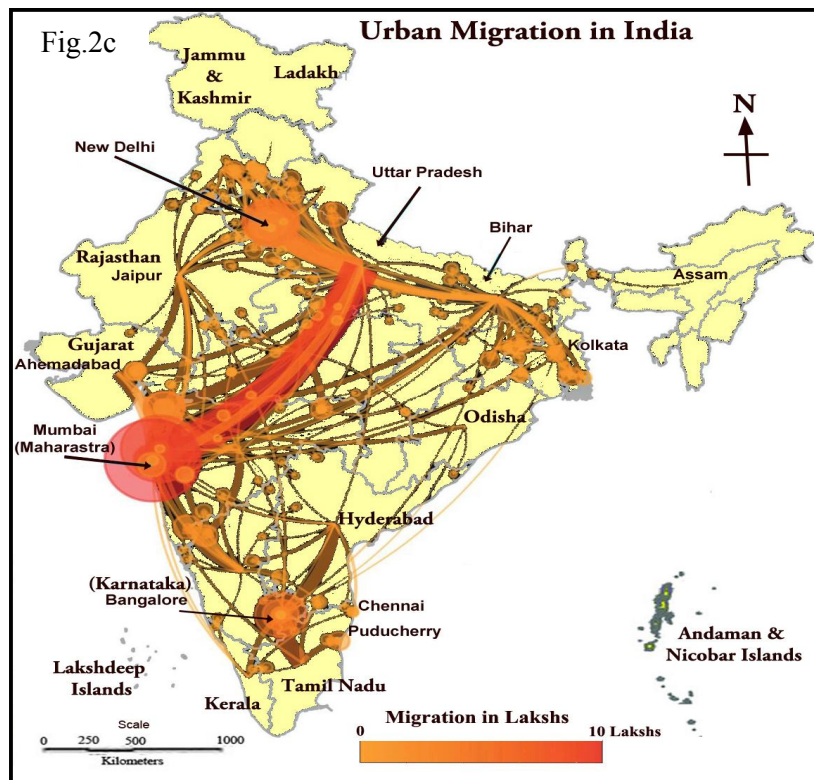 Fig.2c
Urban Migration in India
Jammu
&
Kashmir
Ladakh
N
New Delhi
Uttar Pradesh
Bihar
Rajasthan
Jaipur
Assam
Gujarat
Ahemadabad
Kolkata
Odisha
Mumbai
(Maharastra)
Hyderabad
(Karnataka)
Bangalore
Chennai
Puducherry
Andaman &
Nicobar Islands
Lakshdeep
Islands
Kerala
Tamil Nadu
Scale
0 250 500 1000
Kilometers
Migration in Lakshs
0 10 Lakshs